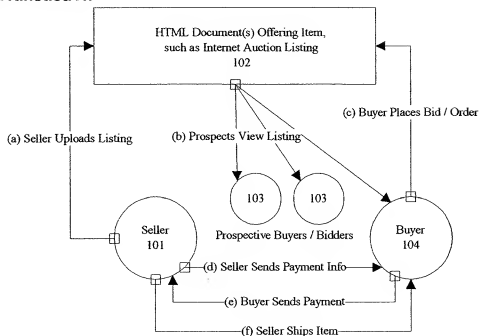 HTML Document(s) Offering Item,
such as Internet Auction Listing
102
(c) Buyer Places Bid / Order
(a) Seller Uploads Listing
(b) Prospects View Listing
103
103
Seller
101
Prospective Buyers / Bidders
Buyer
104
(d) Seller Sends Payment Info
(e) Buyer Sends Payment
(f) Seller Ships Item